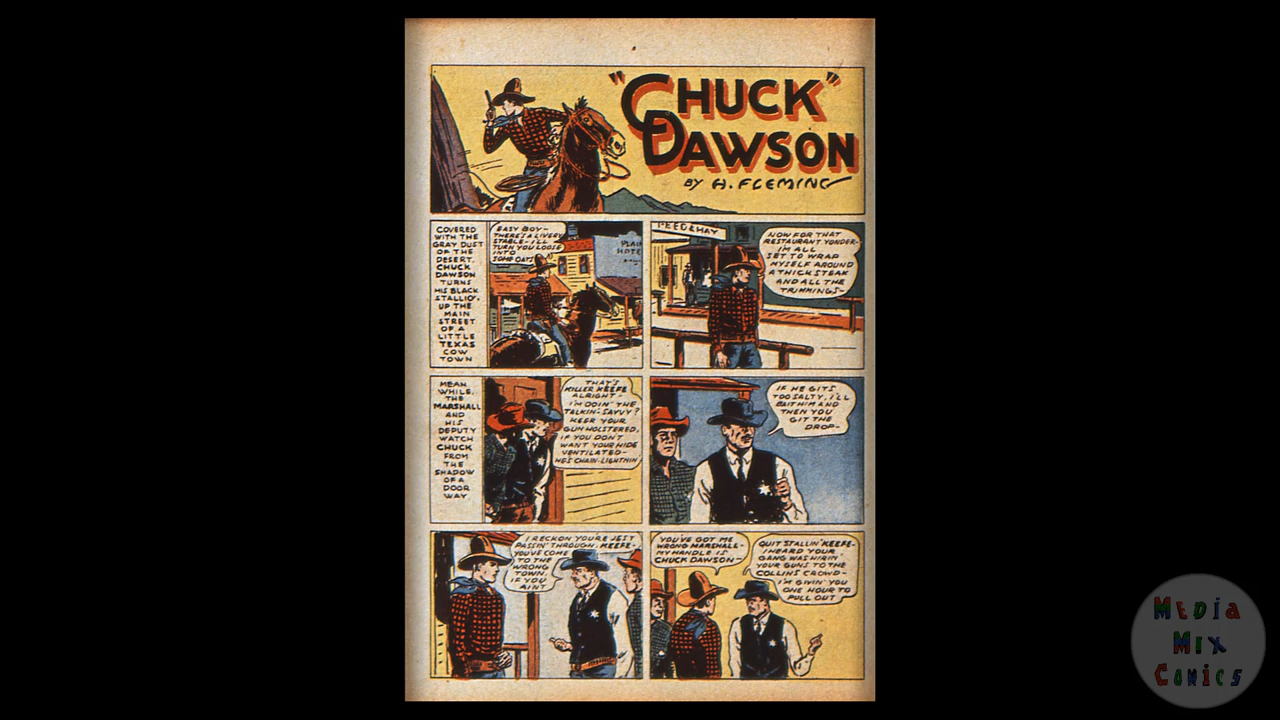 "CHUCK"
DAWSON
BY H. FLEMING
COVERED
WITH THE
GRAY DUST
OF THE
DESERT,
CHUCK
DAWSON
TURNS
HIS BLACK
STALLION
UP THE
MAIN
STREET
OF A
LITTLE
TEXAS
COW
TOWN
EASY BOY-
THERE'S A LIVERY
STABLE- I'LL
TURN YOU LOOSE
INTO
SOME OATS
PLAIN
HOTE
FEED & HAY
NOW FOR THAT
RESTAURANT YONDER-
I'M ALL
SET TO WRAP
MYSELF AROUND
A THICK STEAK
AND ALL THE
TRIMMINGS-
MEAN
WHILE,
THE
MARSHALL
AND
HIS
DEPUTY
WATCH
CHUCK
FROM
THE
SHADOW
OF A
DOOR
WAY
THAT'S
KILLER KEEFE
ALRIGHT-
I'M DOIN' THE
TALKIN'- SAVVY?
KEEP YOUR
GUN HOLSTERED,
IF YOU DON'T
WANT YOUR HIDE
VENTILATED-
HE'S CHAIN-LIGHTNIN'
IF HE GITS
TOO SALTY, I'LL
BAIT HIM AND
THEN YOU
GIT THE
DROP-
I RECKON YOU'RE JEST
PASSIN' THROUGH, KEEFE-
YOU'VE COME
TO THE
WRONG
TOWN,
IF YOU
AIN'T
YOU'VE GOT ME
WRONG MARSHALL-
MY HANDLE IS
CHUCK DAWSON-
QUIT STALLIN' KEEFE-
I HEARD YOUR
GANG WAS HIRIN'
YOUR GUNS TO THE
COLLINS CROWD-
I'M GIVIN' YOU
ONE HOUR TO
PULL OUT
MEDiA
MiX
COMiCS